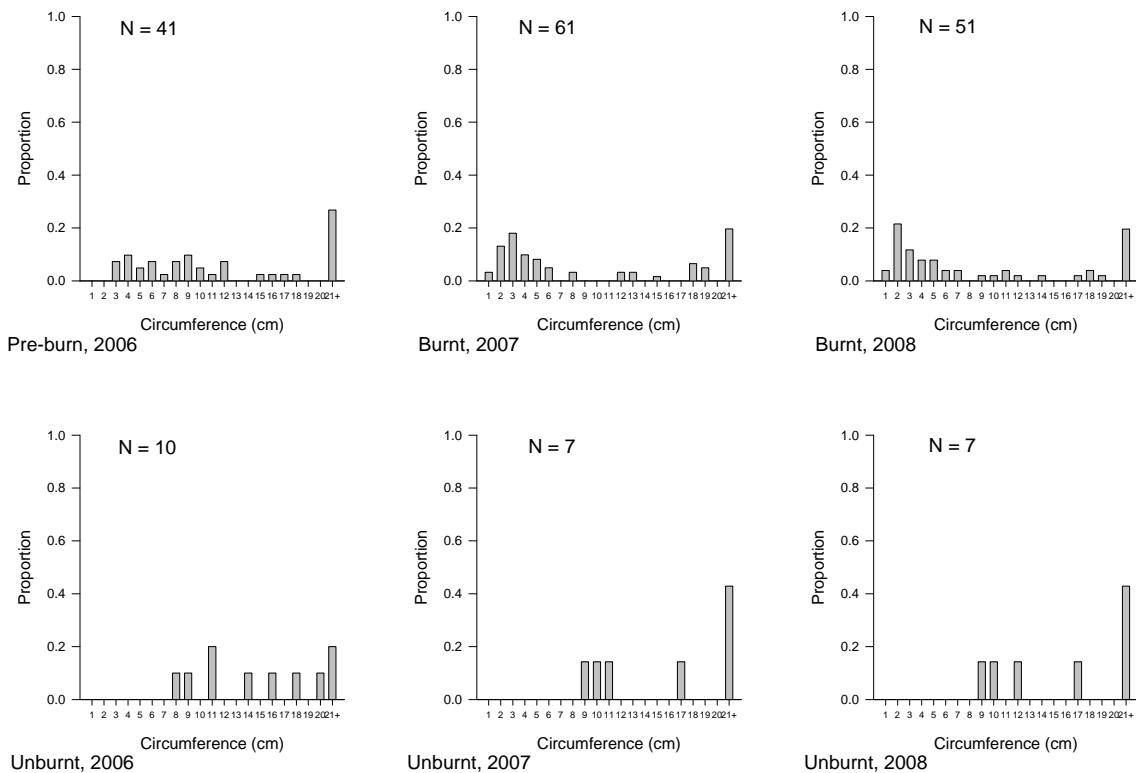 N = 41
1.0
0.8
0.6
0.4
0.2
0.0
Proportion
1 2 3 4 5 6 7 8 9 10 11 12 13 14 15 16 17 18 19 20 21+
Circumference (cm)
Pre-burn, 2006
N = 61
1.0
0.8
0.6
0.4
0.2
0.0
Proportion
1 2 3 4 5 6 7 8 9 10 11 12 13 14 15 16 17 18 19 20 21+
Circumference (cm)
Burnt, 2007
N = 51
1.0
0.8
0.6
0.4
0.2
0.0
Proportion
1 2 3 4 5 6 7 8 9 10 11 12 13 14 15 16 17 18 19 20 21+
Circumference (cm)
Burnt, 2008
N = 10
1.0
0.8
0.6
0.4
0.2
0.0
Proportion
1 2 3 4 5 6 7 8 9 10 11 12 13 14 15 16 17 18 19 20 21+
Circumference (cm)
Unburnt, 2006
N = 7
1.0
0.8
0.6
0.4
0.2
0.0
Proportion
1 2 3 4 5 6 7 8 9 10 11 12 13 14 15 16 17 18 19 20 21+
Circumference (cm)
Unburnt, 2007
N = 7
1.0
0.8
0.6
0.4
0.2
0.0
Proportion
1 2 3 4 5 6 7 8 9 10 11 12 13 14 15 16 17 18 19 20 21+
Circumference (cm)
Unburnt, 2008